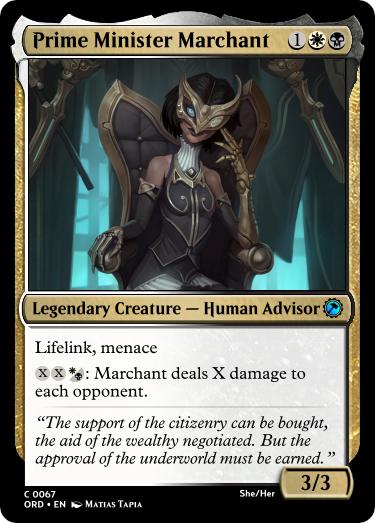 Prime Minister Marchant 1
Legendary Creature — Human Advisor
Lifelink, menace
X X : Marchant deals X damage to
each opponent.
“The support of the citizenry can be bought,
the aid of the wealthy negotiated. But the
approval of the underworld must be earned.”
3/3
C 0067
ORD • EN Matias Tapia
She/Her